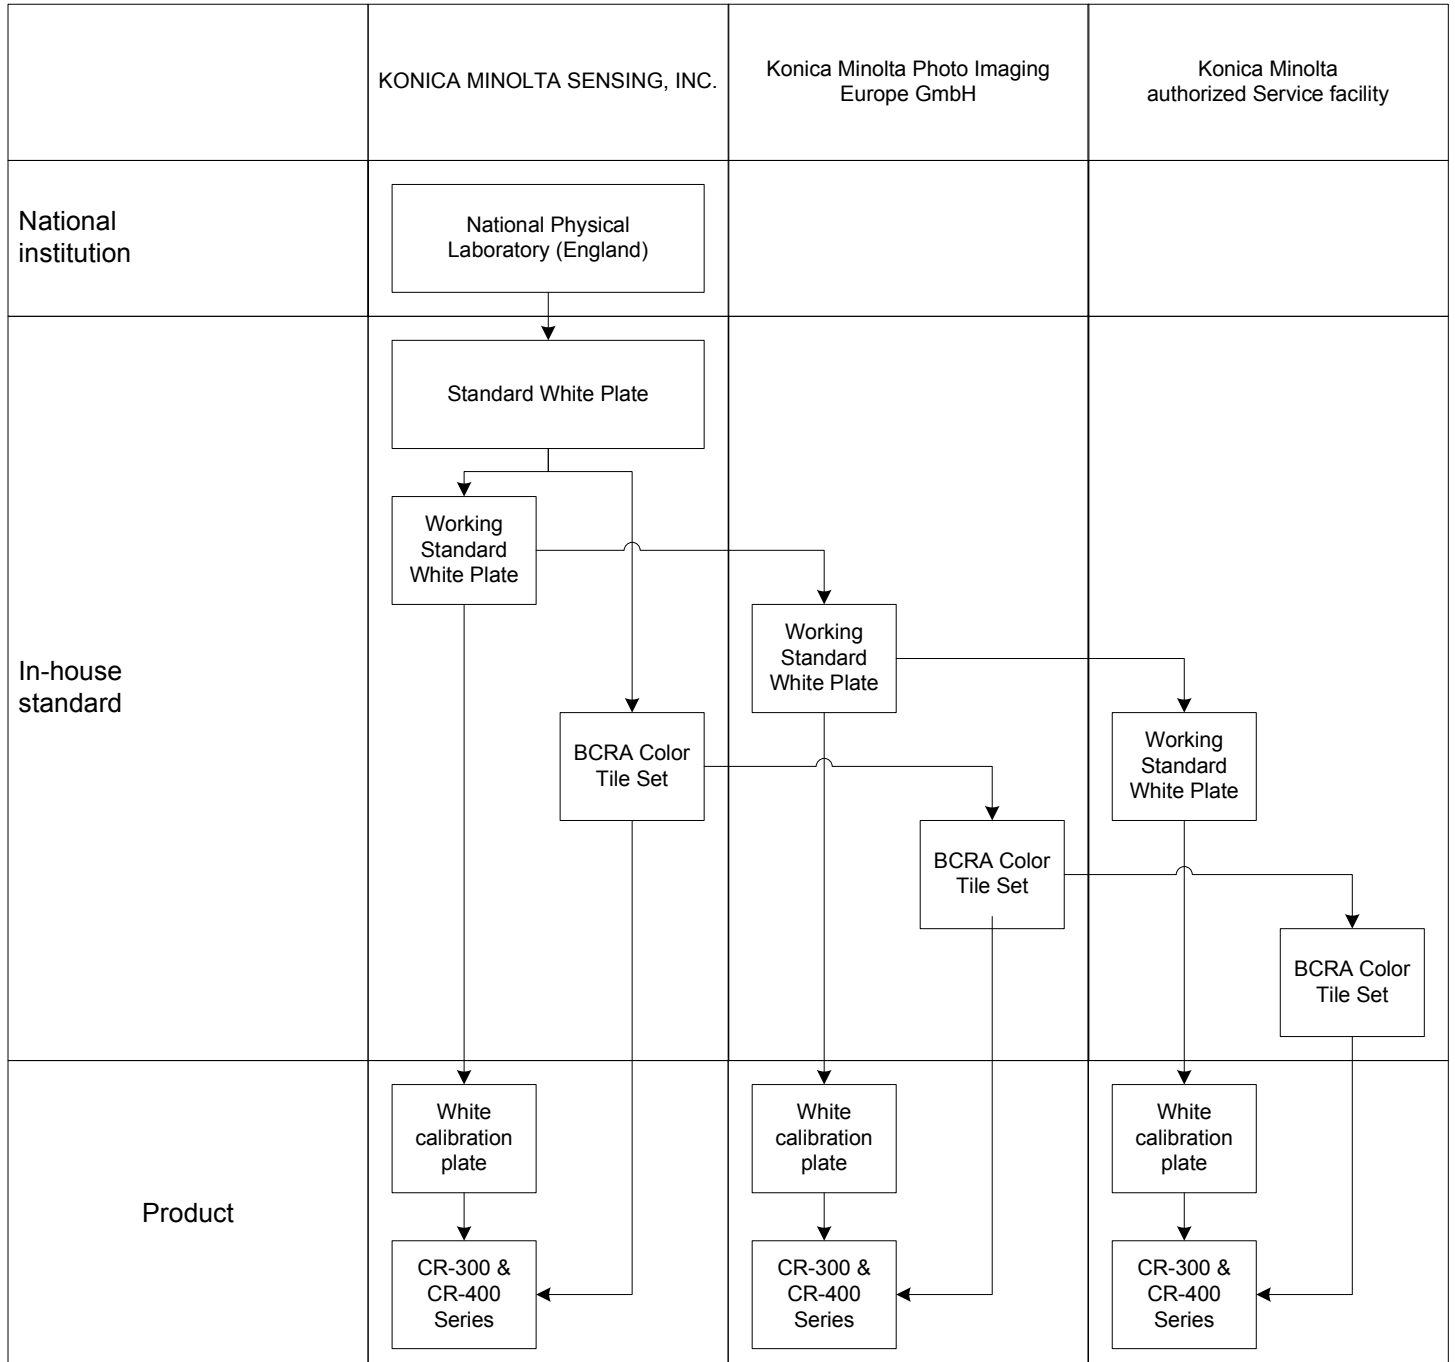 KONICA MINOLTA SENSING, INC.
Konica Minolta Photo Imaging
Europe GmbH
Konica Minolta
authorized Service facility
National
institution
National Physical
Laboratory (England)
In-house
standard
Standard White Plate
Working
Standard
White Plate
Working
Standard
White Plate
BCRA Color
Tile Set
Working
Standard
White Plate
BCRA Color
Tile Set
BCRA Color
Tile Set
Product
White
calibration
plate
White
calibration
plate
White
calibration
plate
CR-300 &
CR-400
Series
CR-300 &
CR-400
Series
CR-300 &
CR-400
Series